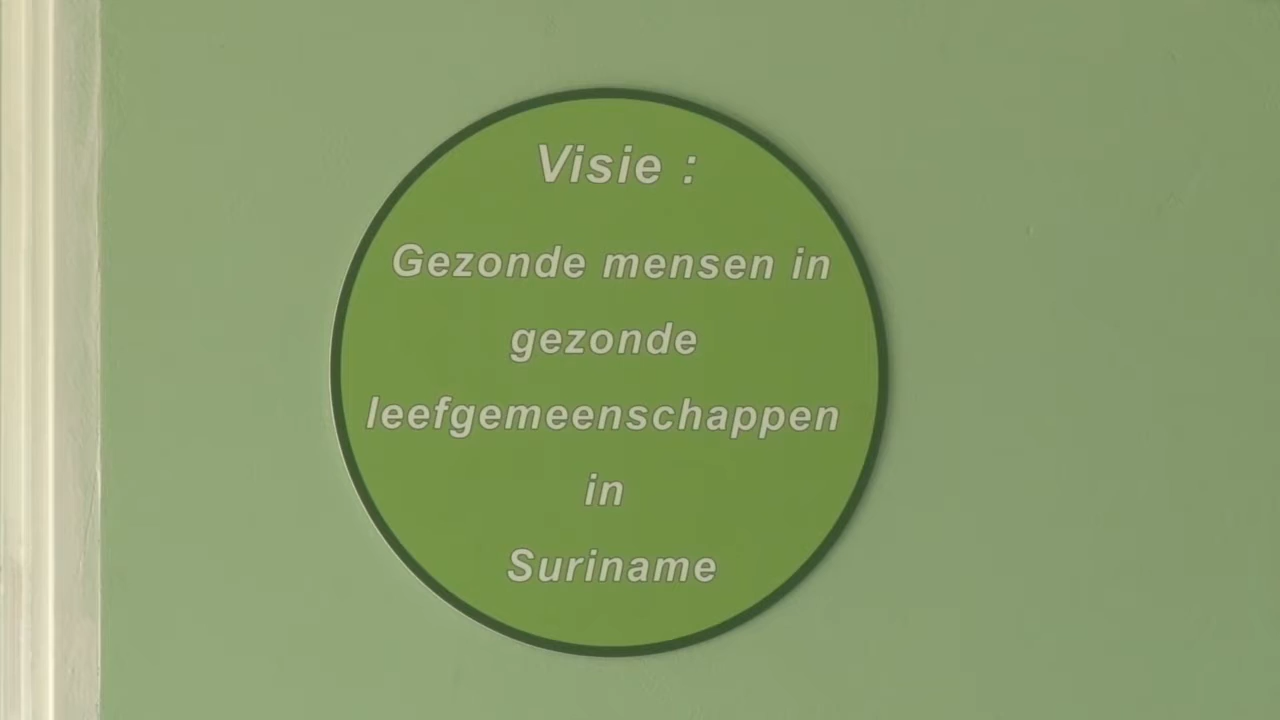 Visie :
Gezonde mensen in
gezonde
leefgemeenschappen
in
Suriname